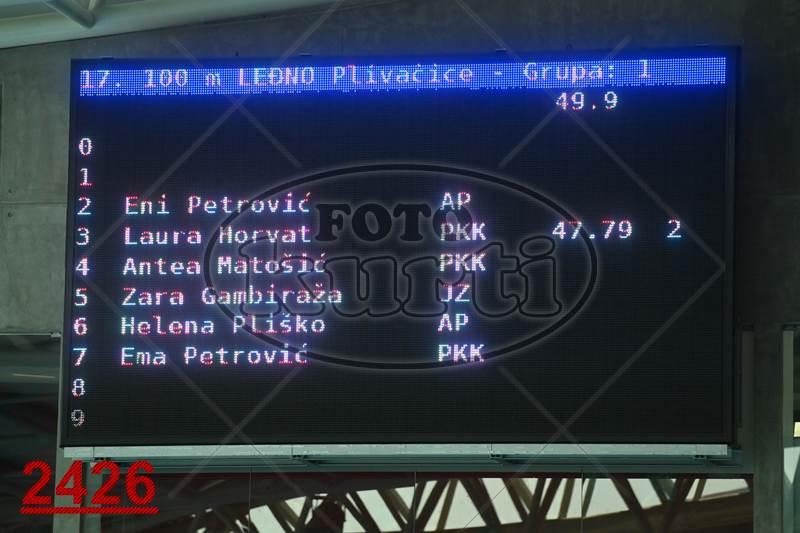 17. 100 m LEĐNO Plivačice - Grupa: 1
49.9
0
1
2 Eni Petrović AP
3 Laura Horvat PKK 47.79 2
4 Antea Matošić PKK
5 Zara Gambiraža JZ
6 Helena Pliško AP
7 Ema Petrović PKK
8
9
FOTO
kurti
2426